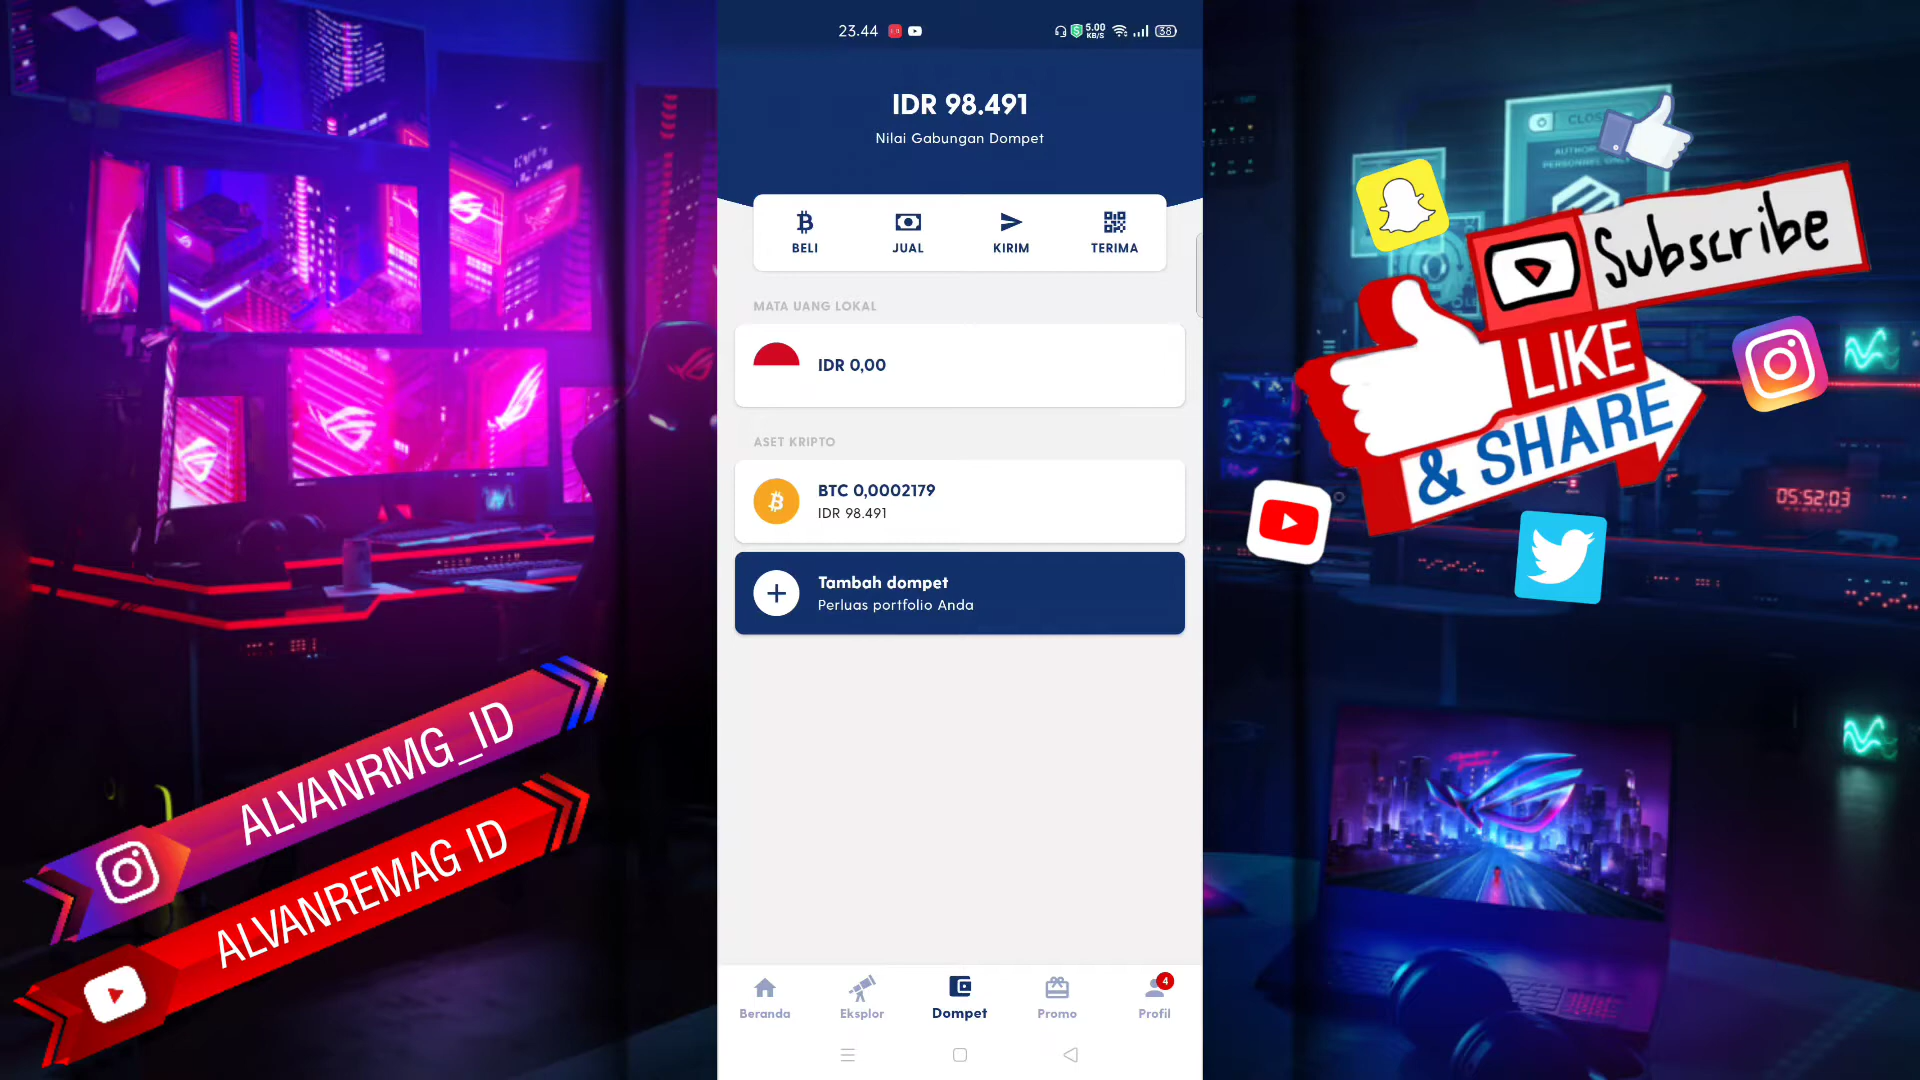 23.44
5.00
KB/S
38
IDR 98.491
Nilai Gabungan Dompet
BELI
JUAL
KIRIM
TERIMA
MATA UANG LOKAL
IDR 0,00
ASET KRIPTO
BTC 0,0002179
IDR 98.491
Tambah dompet
Perluas portfolio Anda
Beranda
Eksplor
Dompet
Promo
4
Profil
ALVANRMG_ID
ALVANREMAG ID
Subscribe
LIKE
& SHARE
05:52:03